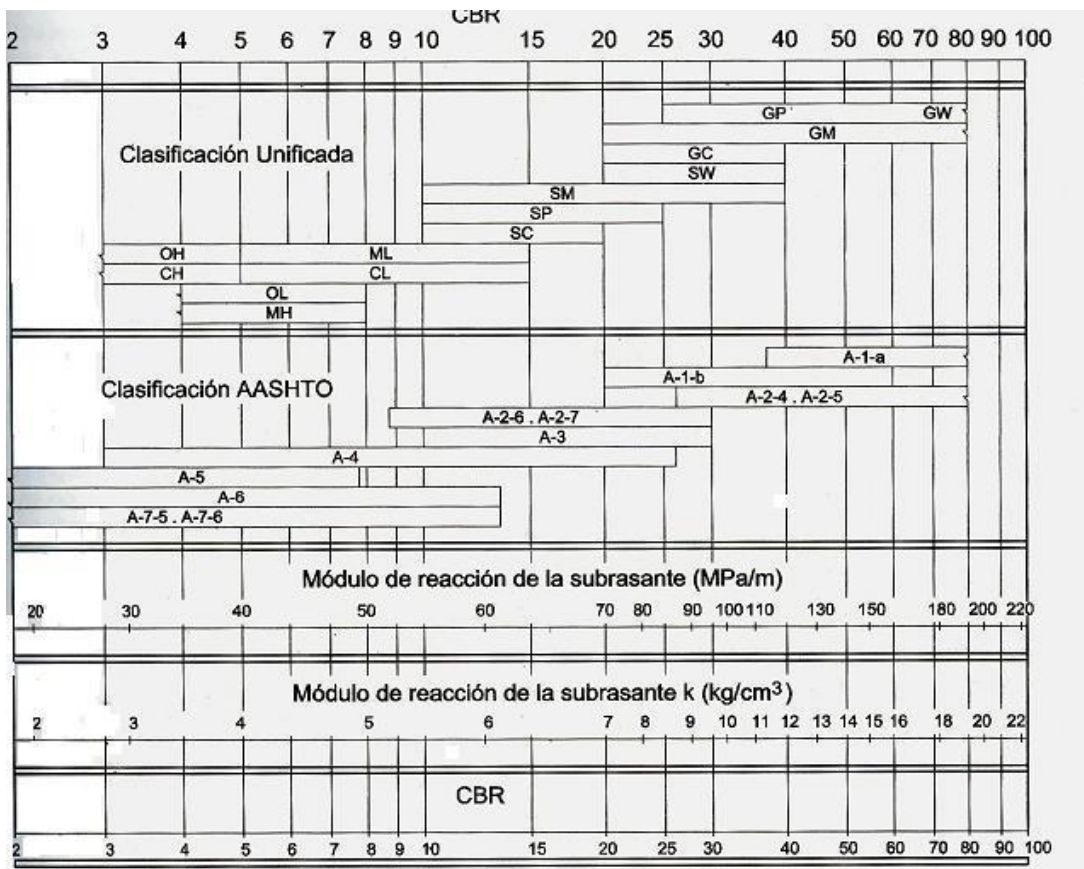 CBR
2 3 4 5 6 7 8 9 10 15 20 25 30 40 50 60 70 80 90 100
GP GW
GM
Clasificación Unificada
GC
SW
SM
SP
SC
OH ML
CH CL
OL
MH
A-1-a
Clasificación AASHTO
A-1-b
A-2-4 . A-2-5
A-2-6 . A-2-7
A-3
A-4
A-5
A-6
A-7-5 . A-7-6
Módulo de reacción de la subrasante (MPa/m)
20 30 40 50 60 70 80 90 100 110 130 150 180 200 220
Módulo de reacción de la subrasante k (kg/cm³)
2 3 4 5 6 7 8 9 10 11 12 13 14 15 16 18 20 22
CBR
2 3 4 5 6 7 8 9 10 15 20 25 30 40 50 60 70 80 90 100